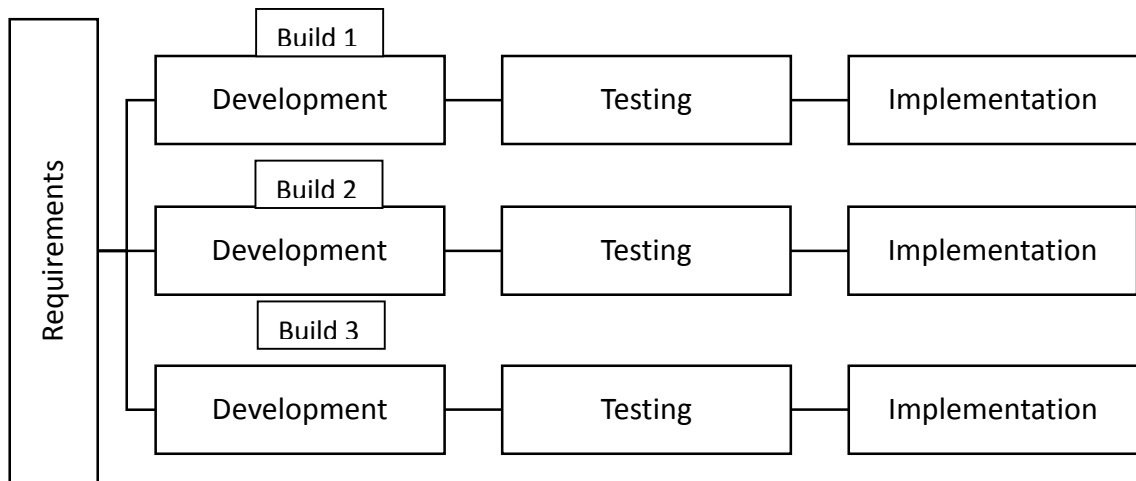 Requirements
Build 1
Development
Testing
Implementation
Build 2
Development
Testing
Implementation
Build 3
Development
Testing
Implementation